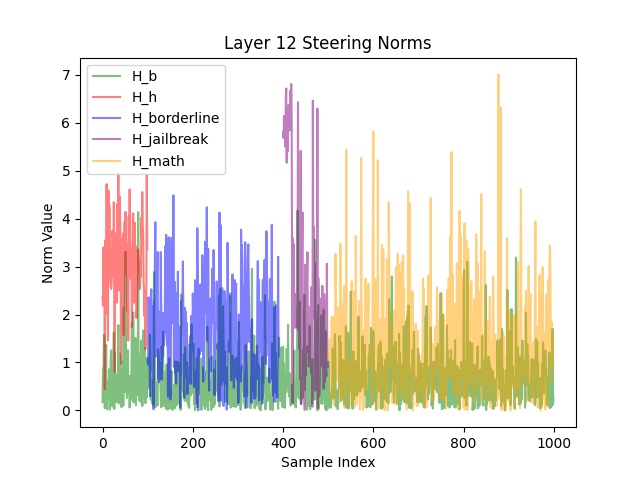 Layer 12 Steering Norms
H_b
H_h
H_borderline
H_jailbreak
H_math
Norm Value
7
6
5
4
3
2
1
0
0 200 400 600 800 1000
Sample Index